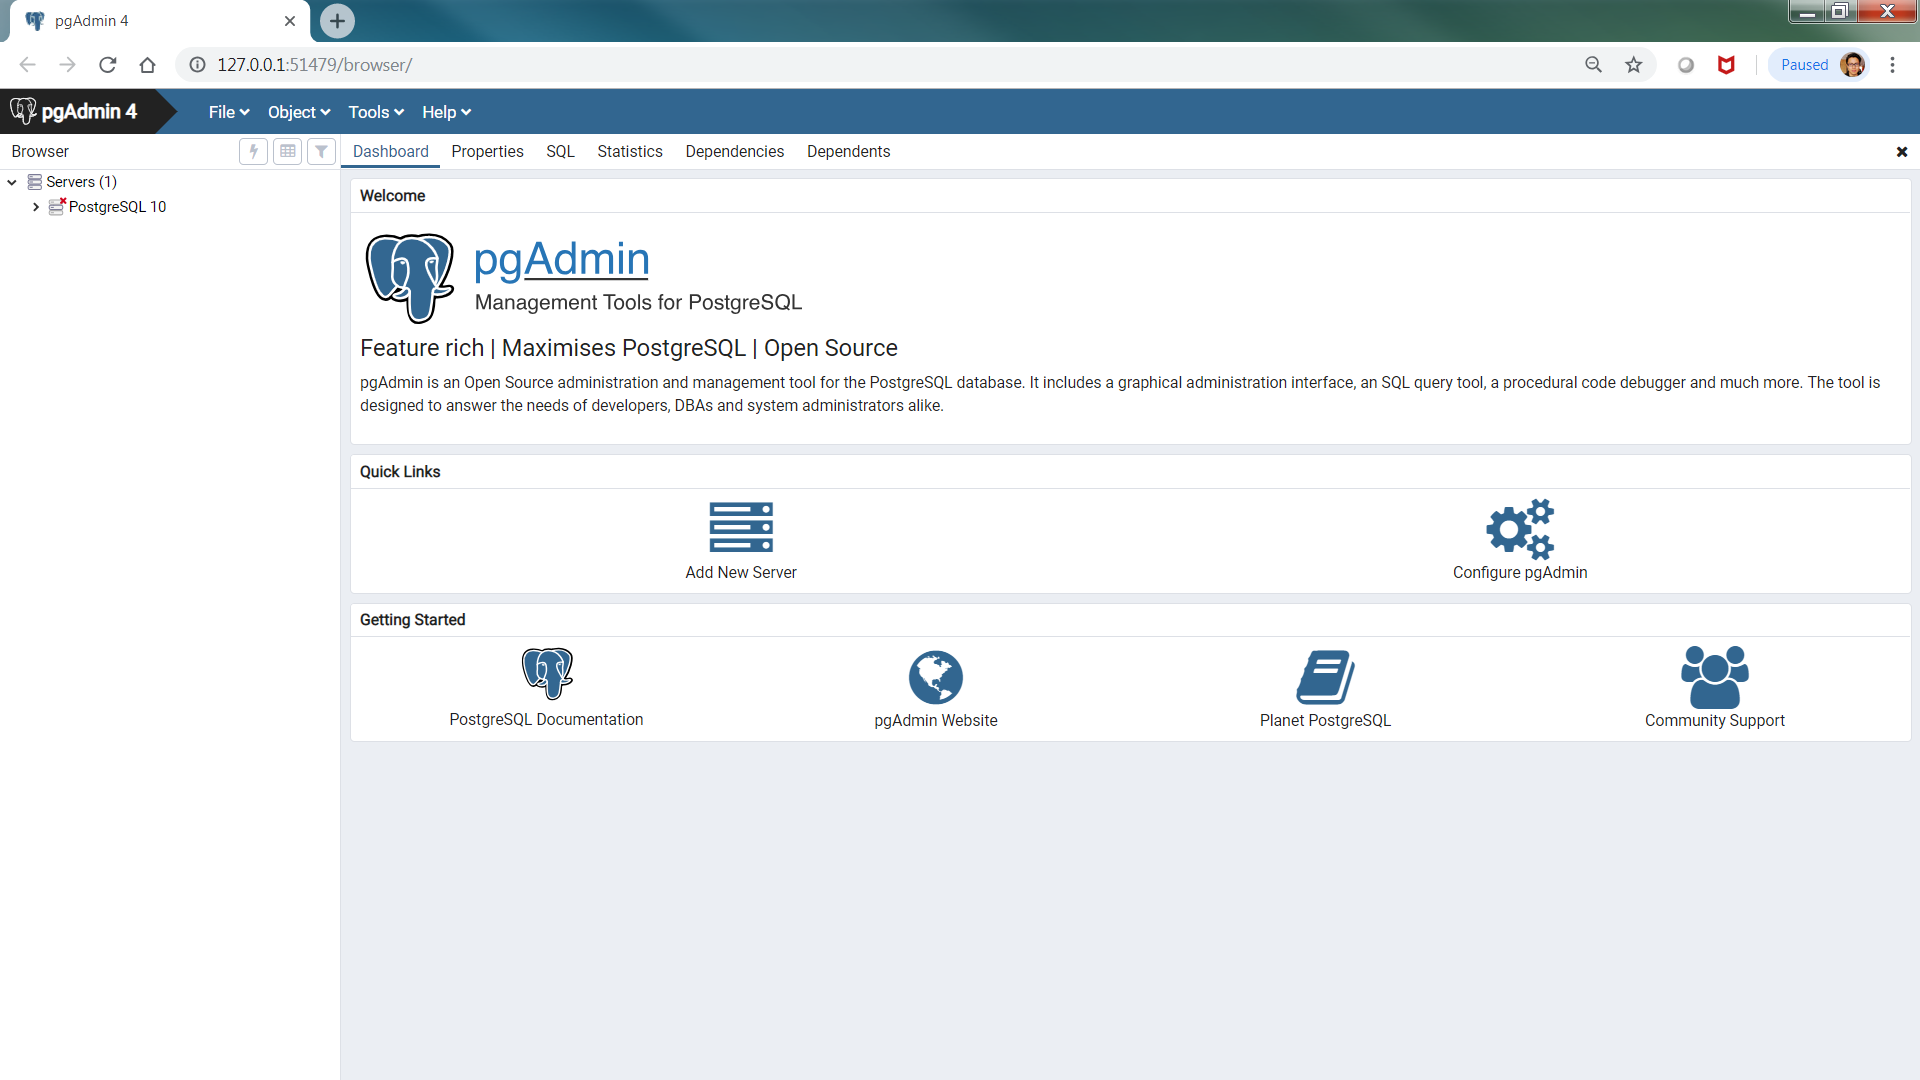 pgAdmin 4
127.0.0.1:51479/browser/
Paused
pgAdmin 4 File Object Tools Help
Browser
Dashboard Properties SQL Statistics Dependencies Dependents
Servers (1)
PostgreSQL 10
Welcome
pgAdmin
Management Tools for PostgreSQL
Feature rich | Maximises PostgreSQL | Open Source
pgAdmin is an Open Source administration and management tool for the PostgreSQL database. It includes a graphical administration interface, an SQL query tool, a procedural code debugger and much more. The tool is
designed to answer the needs of developers, DBAs and system administrators alike.
Quick Links
Add New Server
Configure pgAdmin
Getting Started
PostgreSQL Documentation
pgAdmin Website
Planet PostgreSQL
Community Support